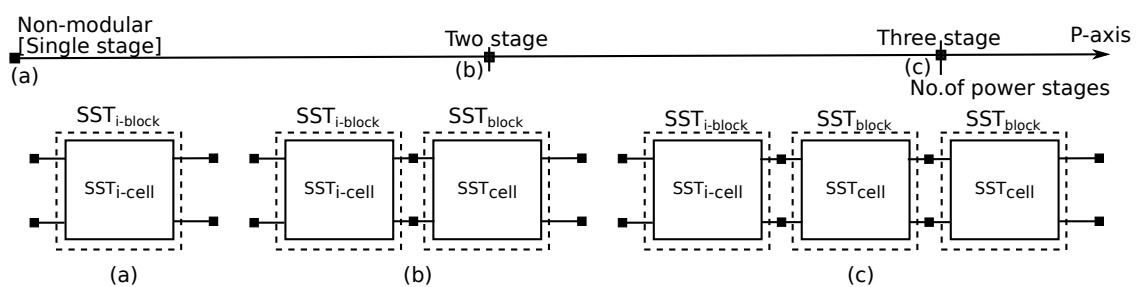 Non-modular
[Single stage]
(a)
Two stage
(b)
Three stage
(c)
P-axis
No.of power stages
SSTi-block
SSTi-block SSTblock
SSTi-block SSTblock SSTblock
SSTi-cell
SSTi-cell SSTcell
SSTi-cell SSTcell SSTcell
(a)
(b)
(c)